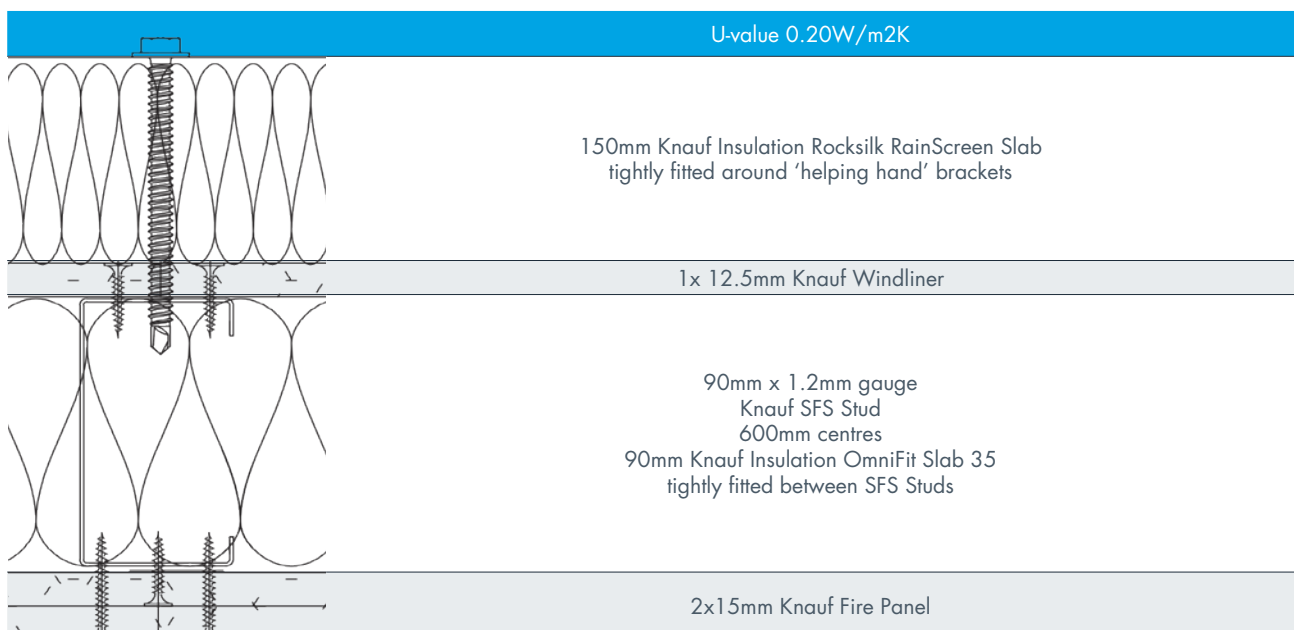 U-value 0.20W/m2K
150mm Knauf Insulation Rocksilk RainScreen Slab
tightly fitted around ‘helping hand’ brackets
1x 12.5mm Knauf Windliner
90mm x 1.2mm gauge
Knauf SFS Stud
600mm centres
90mm Knauf Insulation OmniFit Slab 35
tightly fitted between SFS Studs
2x15mm Knauf Fire Panel